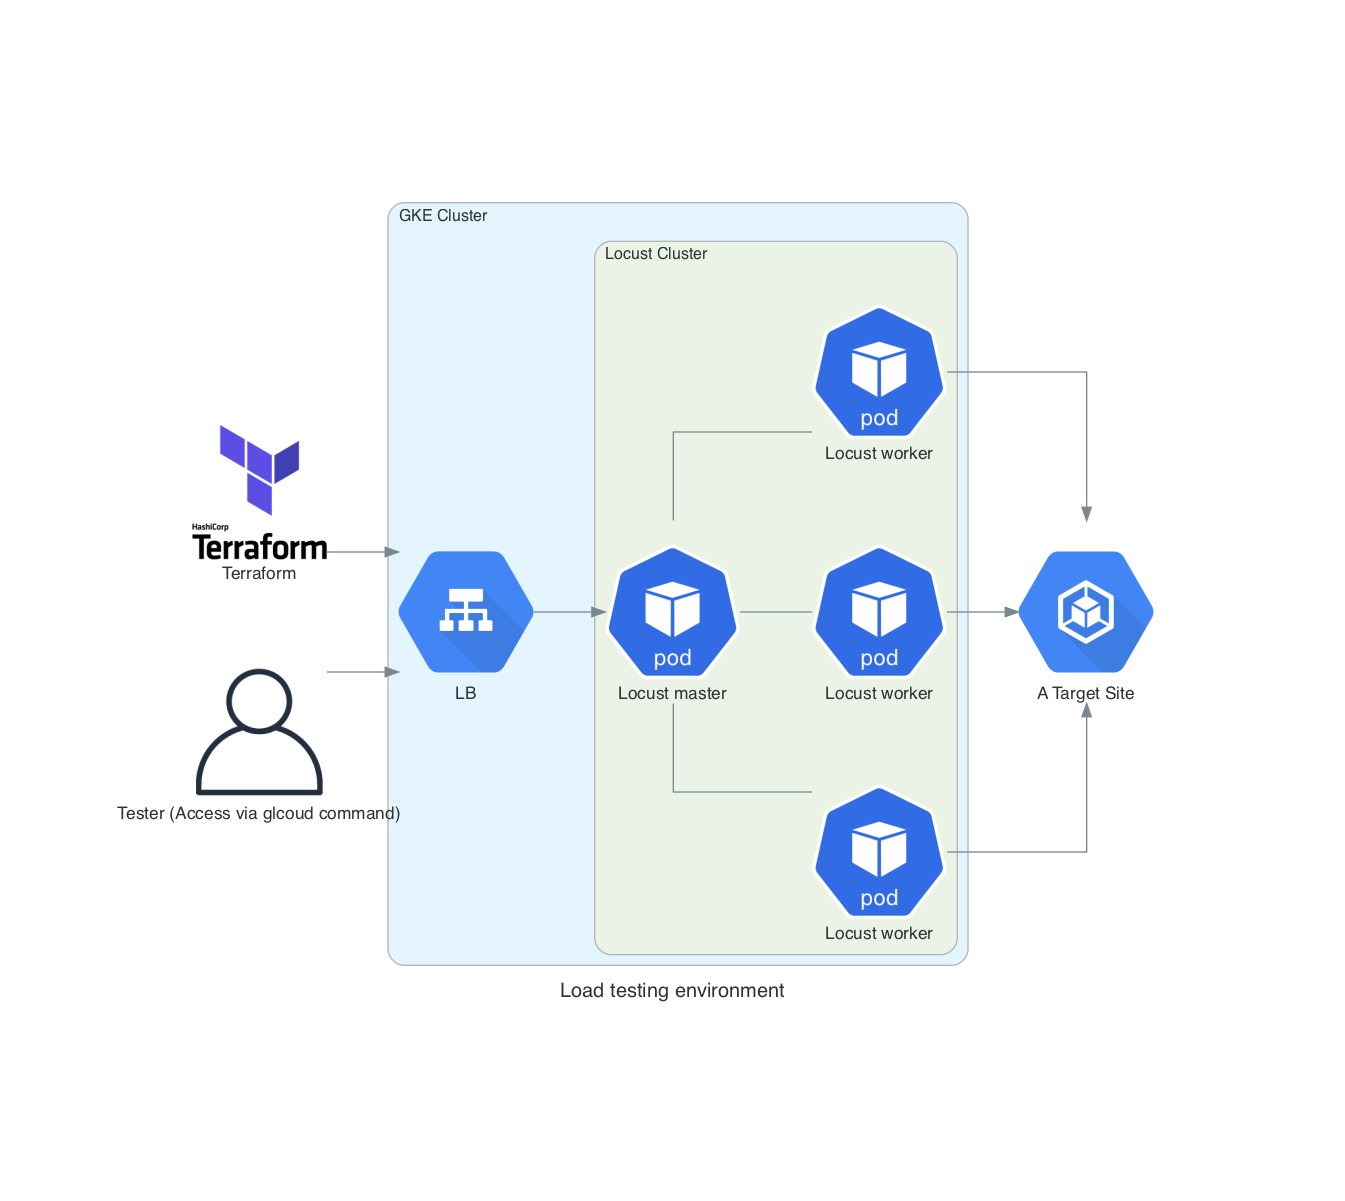 GKE Cluster
Locust Cluster
pod
Locust worker
HashiCorp
Terraform
Terraform
LB
pod
Locust master
pod
Locust worker
A Target Site
Tester (Access via glcoud command)
pod
Locust worker
Load testing environment